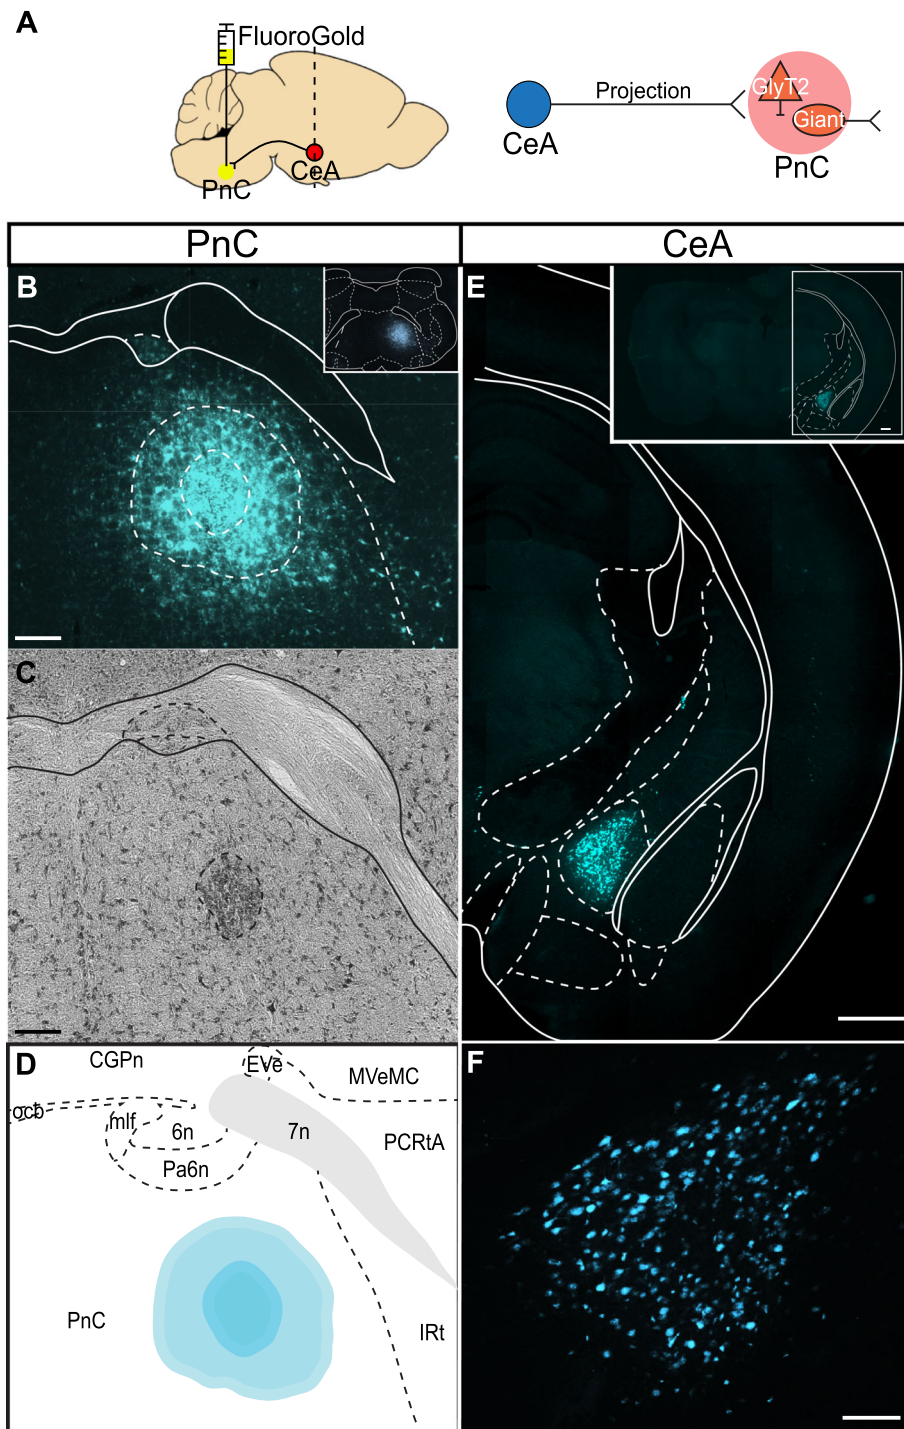 A
FluoroGold
PnC
CeA
CeA
Projection
GlyT2
Giant
PnC
PnC
CeA
B
C
D
CGPn
EVe
MVeMC
ocb
mlf
6n
7n
PCRtA
Pa6n
PnC
IRt
E
F